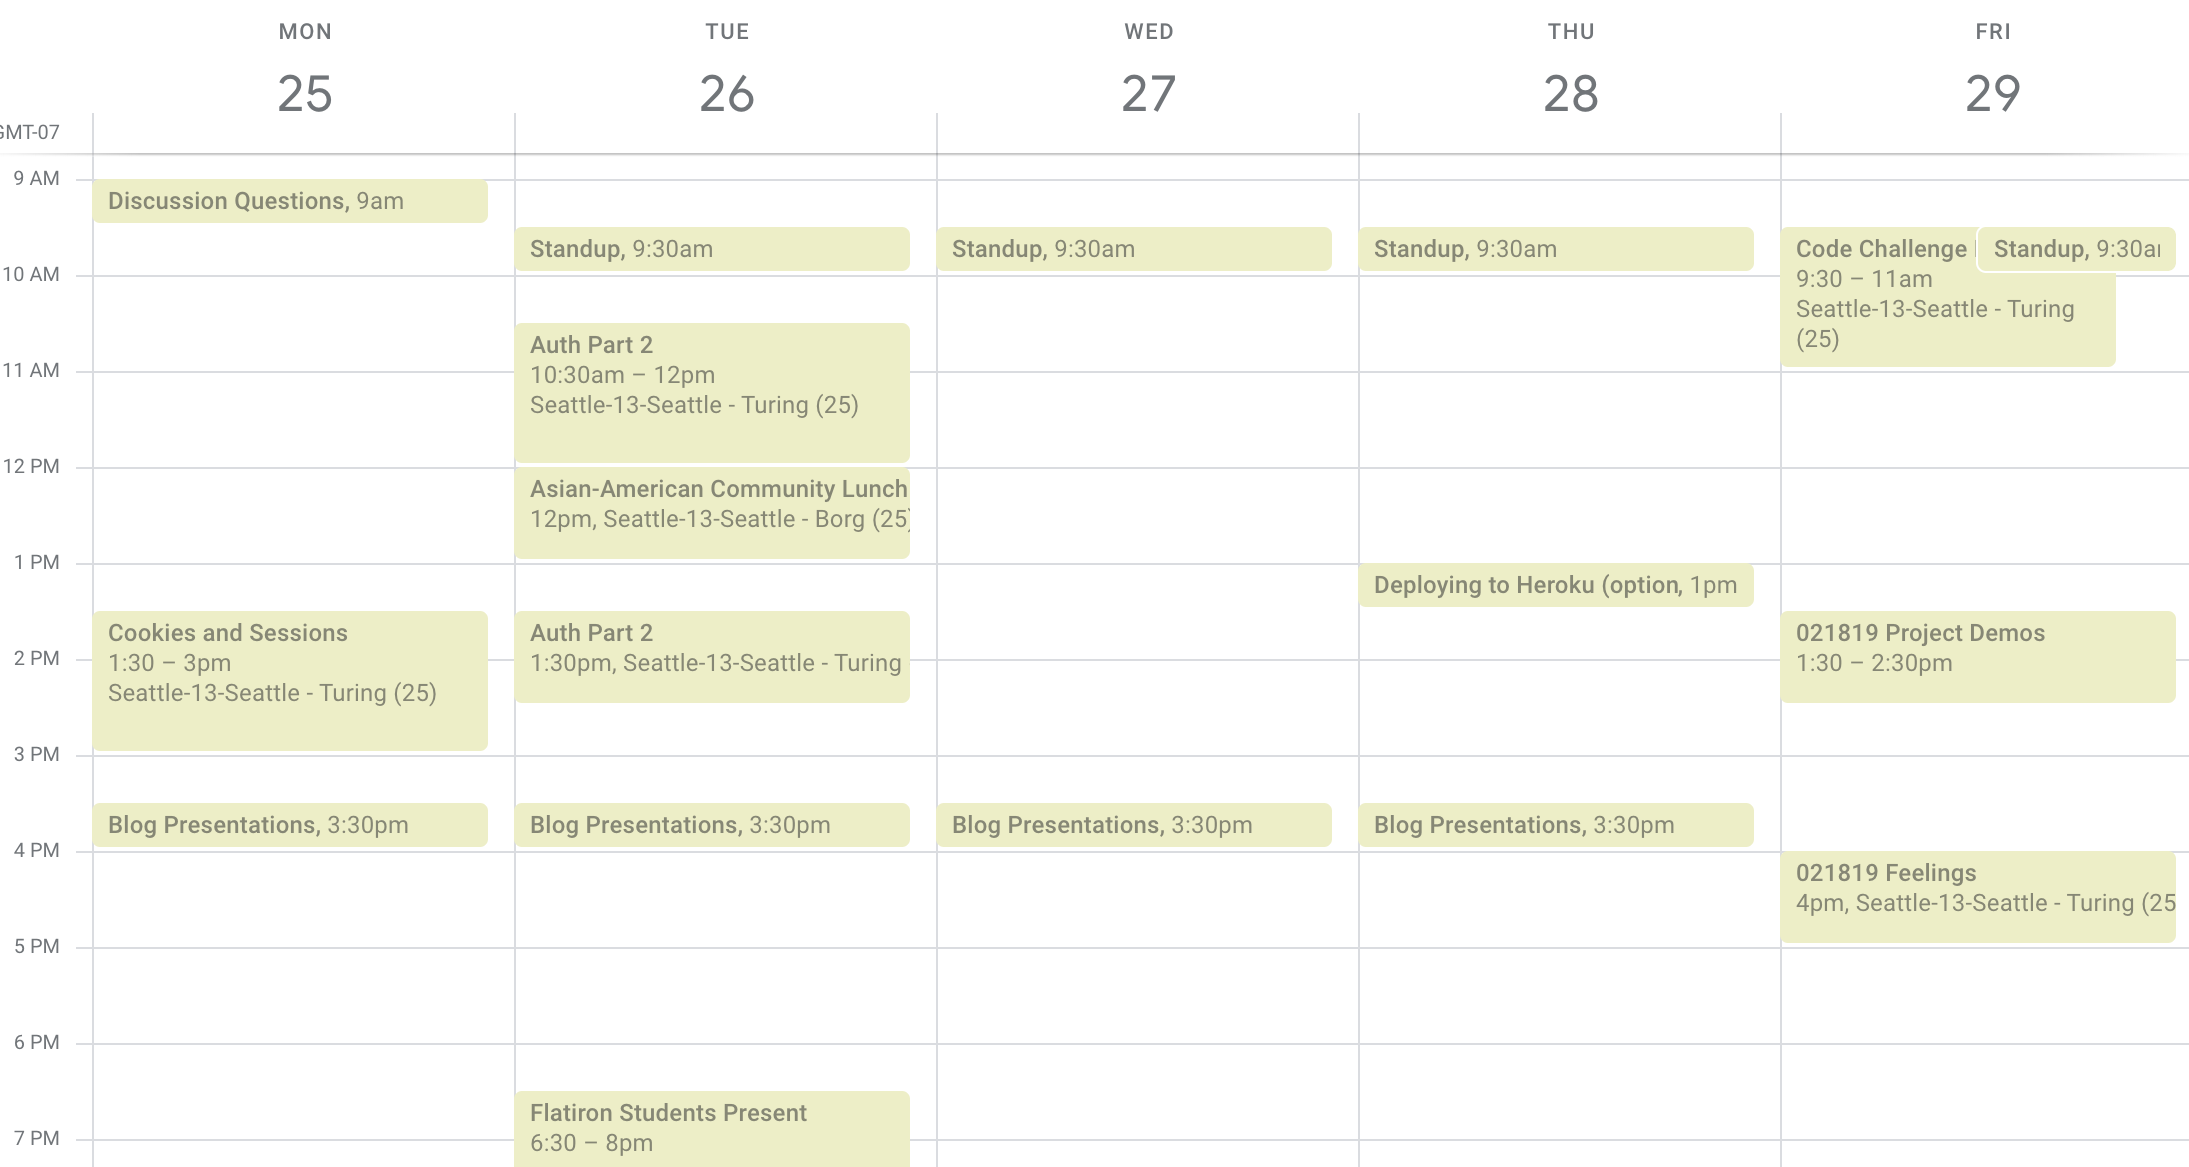 MON
25
TUE
26
WED
27
THU
28
FRI
29
GMT-07
9 AM
10 AM
11 AM
12 PM
1 PM
2 PM
3 PM
4 PM
5 PM
6 PM
7 PM
Discussion Questions, 9am
Cookies and Sessions
1:30 – 3pm
Seattle-13-Seattle - Turing (25)
Blog Presentations, 3:30pm
Standup, 9:30am
Auth Part 2
10:30am – 12pm
Seattle-13-Seattle - Turing (25)
Asian-American Community Lunch
12pm, Seattle-13-Seattle - Borg (25)
Auth Part 2
1:30pm, Seattle-13-Seattle - Turing
Blog Presentations, 3:30pm
Flatiron Students Present
6:30 – 8pm
Standup, 9:30am
Blog Presentations, 3:30pm
Standup, 9:30am
Deploying to Heroku (option, 1pm
Blog Presentations, 3:30pm
Code Challenge
9:30 – 11am
Seattle-13-Seattle - Turing
(25)
Standup, 9:30a
021819 Project Demos
1:30 – 2:30pm
021819 Feelings
4pm, Seattle-13-Seattle - Turing (25